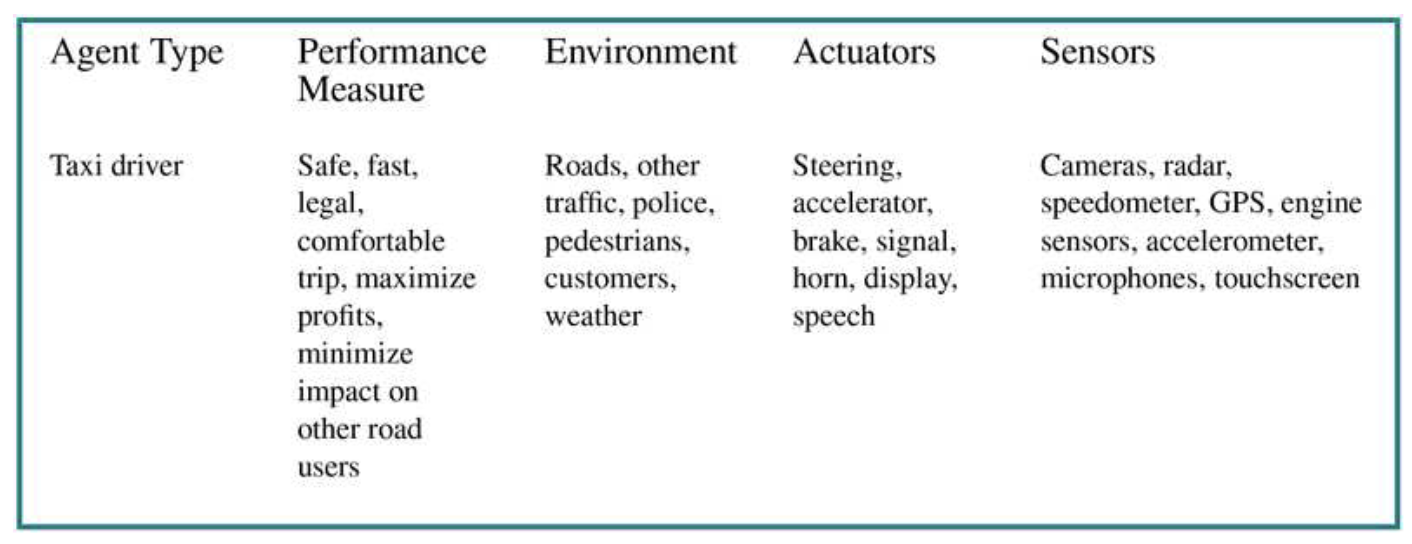 Agent Type
Performance
Measure
Environment
Actuators
Sensors
Taxi driver
Safe, fast,
legal,
comfortable
trip, maximize
profits,
minimize
impact on
other road
users
Roads, other
traffic, police,
pedestrians,
customers,
weather
Steering,
accelerator,
brake, signal,
horn, display,
speech
Cameras, radar,
speedometer, GPS, engine
sensors, accelerometer,
microphones, touchscreen